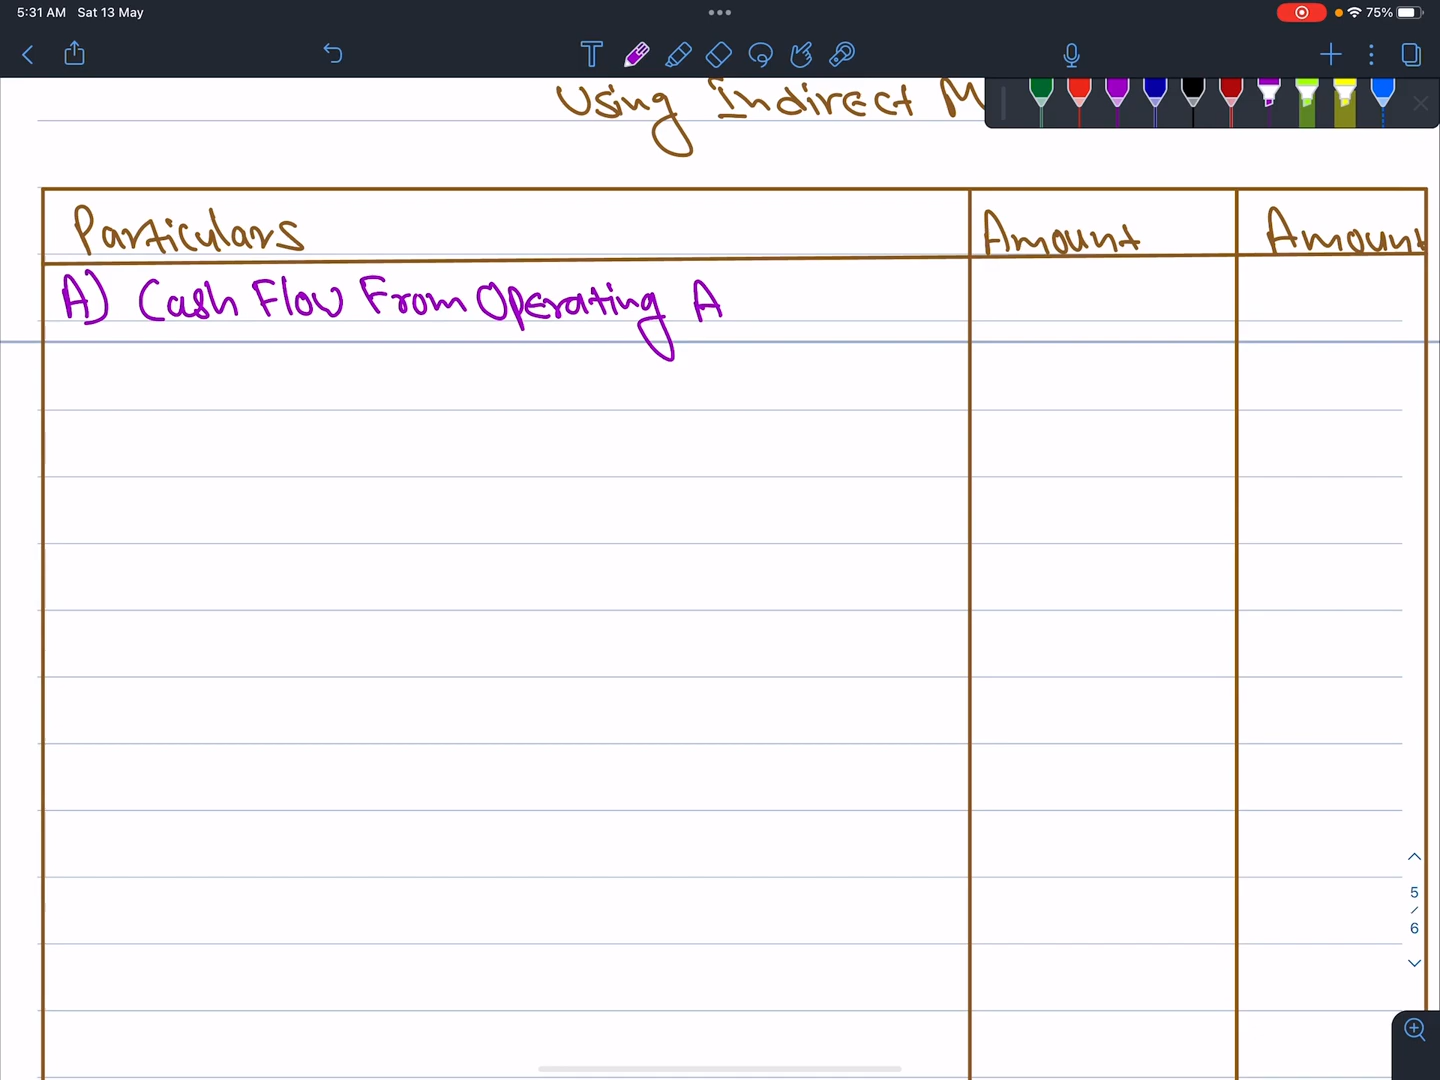 5:31 AM Sat 13 May
75%
T
Using Indirect M
Particulars Amount Amount
A) Cash Flow From Operating A
5
/
6